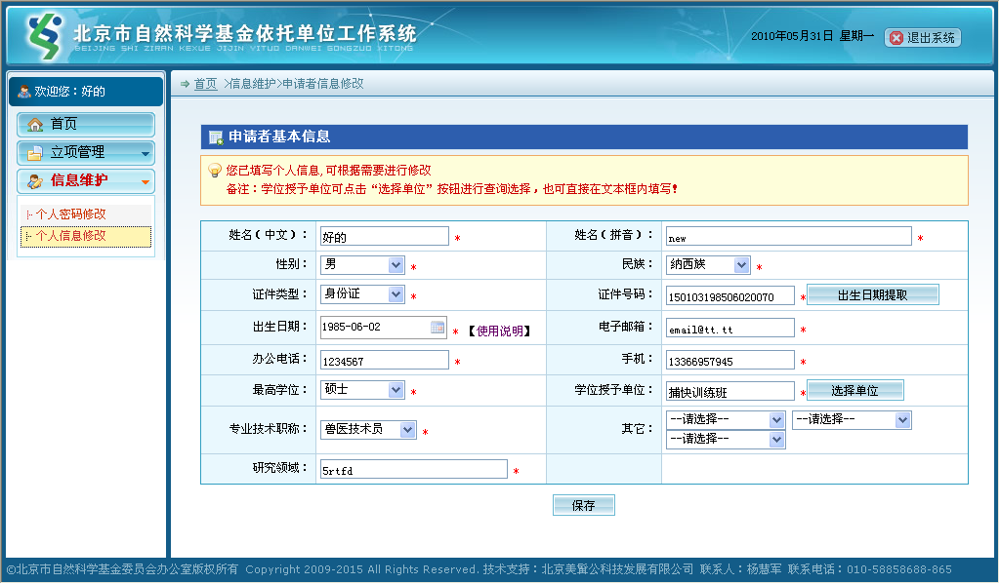 北京市自然科学基金依托单位工作系统
BEIJING SHI ZIRAN KEXUE JIJIN YITUO DANWEI GONGZUO XITONG
2010年05月31日 星期一 退出系统
欢迎您：好的
首页 >信息维护>申请者信息修改
首页
立项管理
信息维护
个人密码修改
个人信息修改
申请者基本信息
您已填写个人信息,可根据需要进行修改
备注：学位授予单位可点击“选择单位”按钮进行查询选择，也可直接在文本框内填写！
姓名（中文）： 好的 * 姓名（拼音）： new *
性别： 男 * 民族： 纳西族 *
证件类型： 身份证 * 证件号码： 150103198506020070 * 出生日期提取
出生日期： 1985-06-02 * 【使用说明】 电子邮箱： email@tt.tt *
办公电话： 1234567 * 手机： 13366957945 *
最高学位： 硕士 * 学位授予单位： 捕快训练班 * 选择单位
专业技术职称： 兽医技术员 * 其它： --请选择-- --请选择--
--请选择--
研究领域： 5rtfd *
保存
©北京市自然科学基金委员会办公室版权所有 Copyright 2009-2015 All Rights Reserved. 技术支持：北京美髯公科技发展有限公司 联系人：杨慧军 联系电话：010-58858688-865